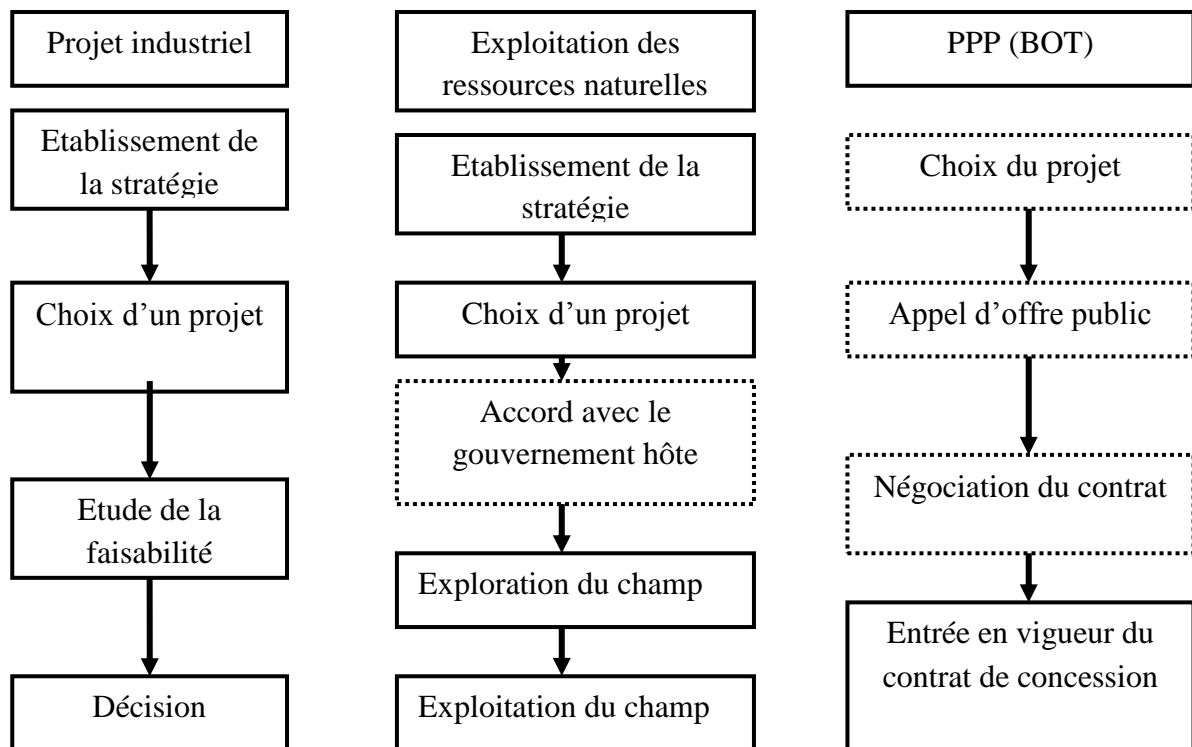 Projet industriel
Etablissement de
la stratégie
Choix d’un projet
Etude de la
faisabilité
Décision
Exploitation des
ressources naturelles
Etablissement de la
stratégie
Choix d’un projet
Accord avec le
gouvernement hôte
Exploration du champ
Exploitation du champ
PPP (BOT)
Choix du projet
Appel d’offre public
Négociation du contrat
Entrée en vigueur du
contrat de concession